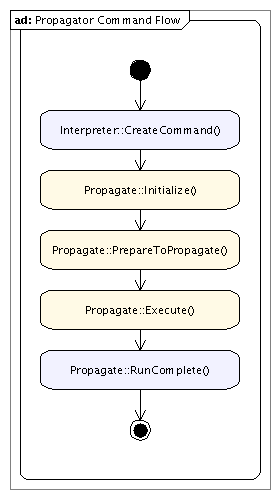 ad: Propagator Command Flow
Interpreter::CreateCommand()
Propagate::Initialize()
Propagate::PrepareToPropagate()
Propagate::Execute()
Propagate::RunComplete()